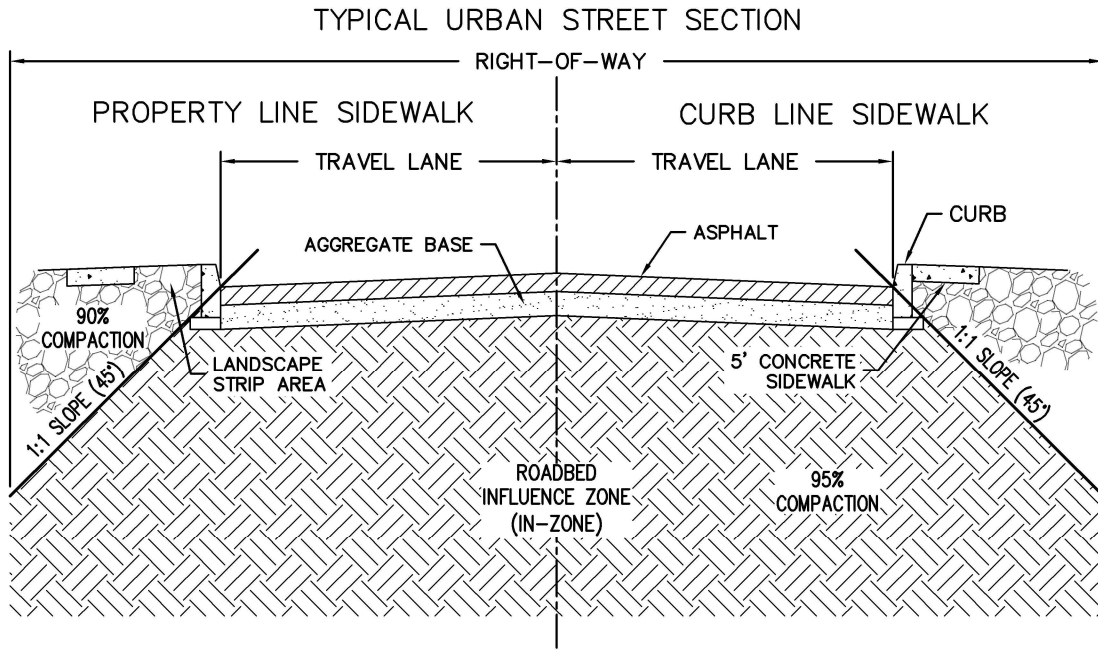 TYPICAL URBAN STREET SECTION
RIGHT-OF-WAY
PROPERTY LINE SIDEWALK
CURB LINE SIDEWALK
TRAVEL LANE
TRAVEL LANE
CURB
AGGREGATE BASE
ASPHALT
90%
COMPACTION
LANDSCAPE
STRIP AREA
5' CONCRETE
SIDEWALK
1:1 SLOPE (45°)
1:1 SLOPE (45°)
ROADBED
INFLUENCE ZONE
(IN-ZONE)
95%
COMPACTION